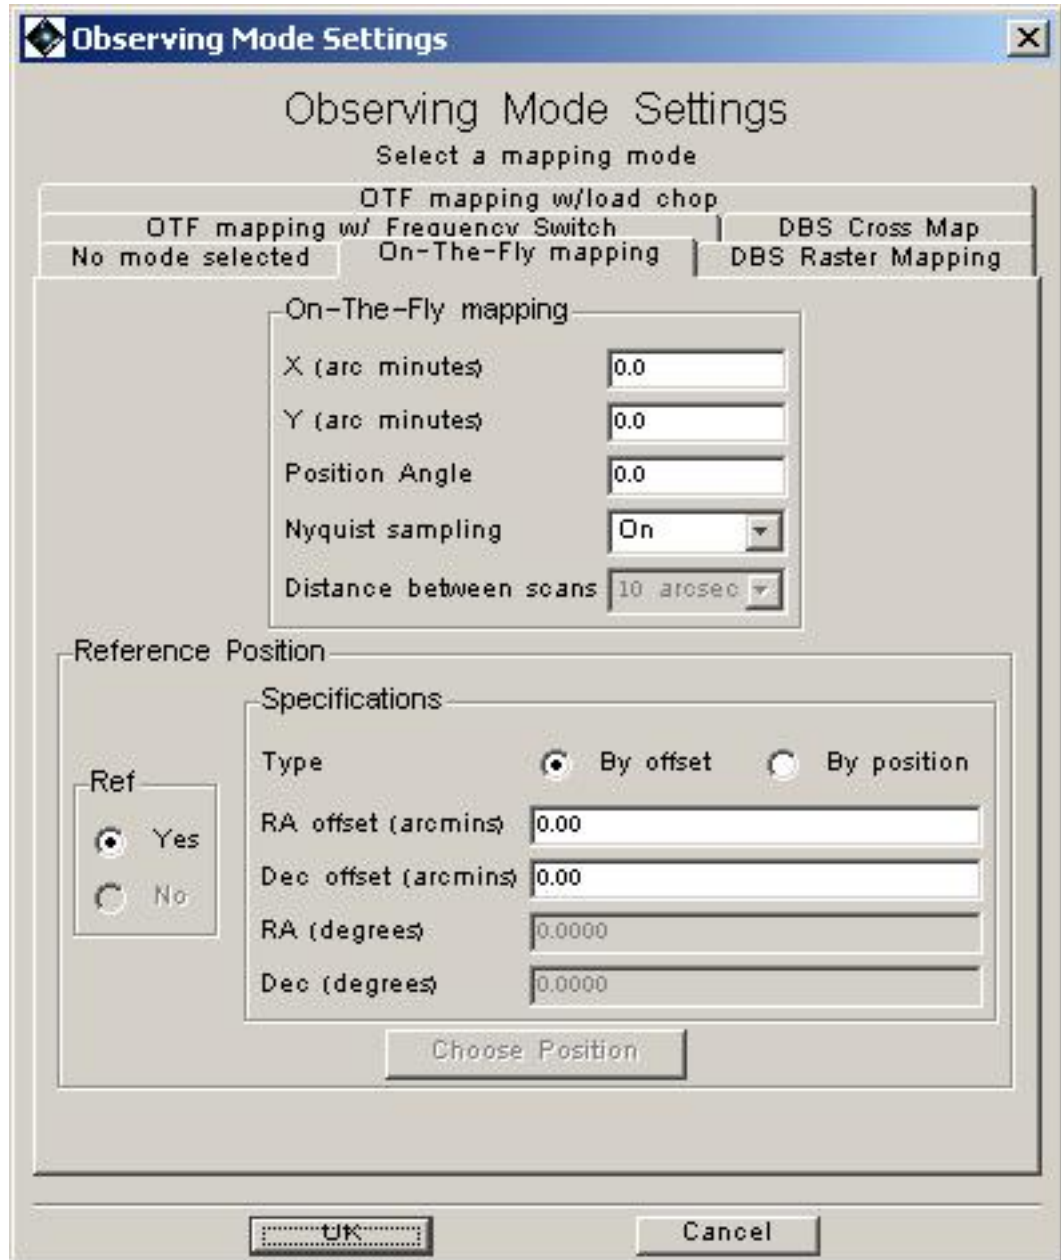 Observing Mode Settings
Observing Mode Settings
Select a mapping mode
OTF mapping w/load chop
OTF mapping w/ Frequency Switch DBS Cross Map
No mode selected On-The-Fly mapping DBS Raster Mapping
On-The-Fly mapping
X (arc minutes) 0.0
Y (arc minutes) 0.0
Position Angle 0.0
Nyquist sampling On
Distance between scans 10 arcsec
Reference Position
Specifications
Type By offset By position
Ref
Yes
No
RA offset (arcmins) 0.00
Dec offset (arcmins) 0.00
RA (degrees) 0.0000
Dec (degrees) 0.0000
Choose Position
OK Cancel